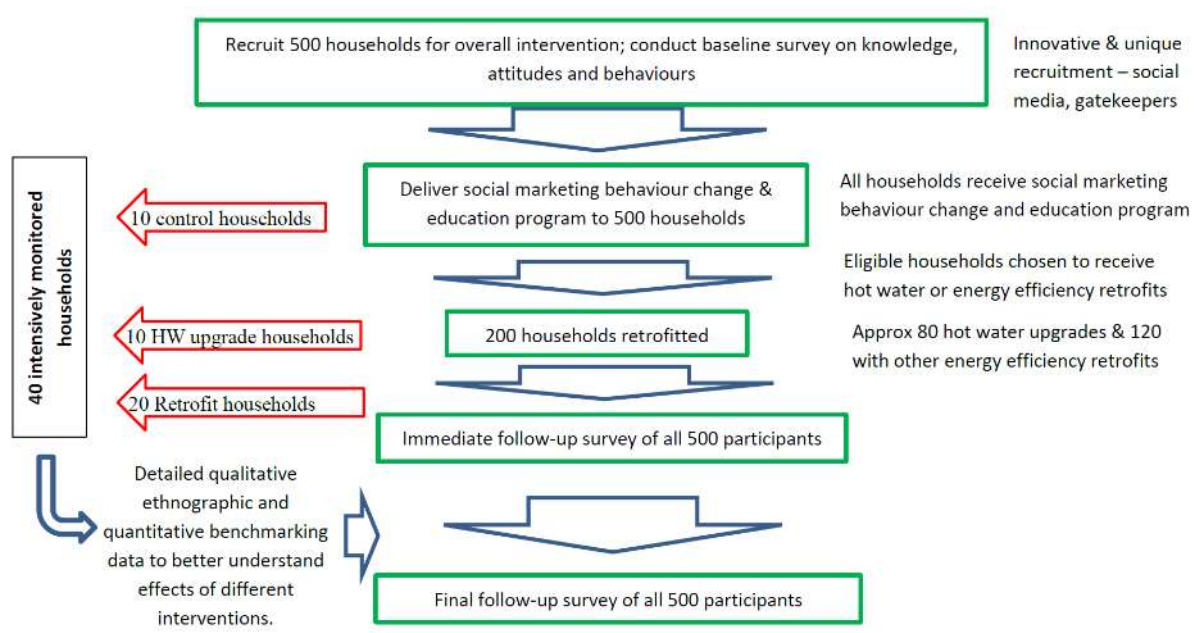 Recruit 500 households for overall intervention; conduct baseline survey on knowledge,
attitudes and behaviours
Innovative & unique
recruitment – social
media, gatekeepers
Deliver social marketing behaviour change &
education program to 500 households
All households receive social marketing
behaviour change and education program
40 intensively monitored
households
10 control households
Eligible households chosen to receive
hot water or energy efficiency retrofits
10 HW upgrade households
200 households retrofitted
Approx 80 hot water upgrades & 120
with other energy efficiency retrofits
20 Retrofit households
Immediate follow-up survey of all 500 participants
Detailed qualitative
ethnographic and
quantitative benchmarking
data to better understand
effects of different
interventions.
Final follow-up survey of all 500 participants